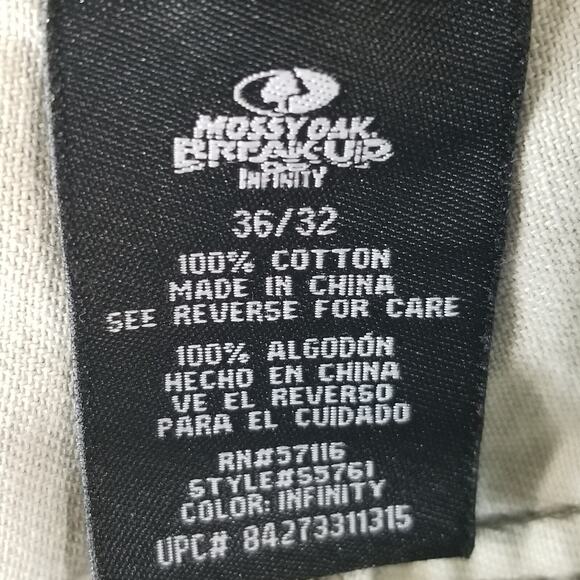 MOSSY OAK
BREAK-UP
INFINITY
36/32
100% COTTON
MADE IN CHINA
SEE REVERSE FOR CARE
100% ALGODÓN
HECHO EN CHINA
VE EL REVERSO
PARA EL CUIDADO
RN#57116
STYLE#55761
COLOR: INFINITY
UPC# 84273311315